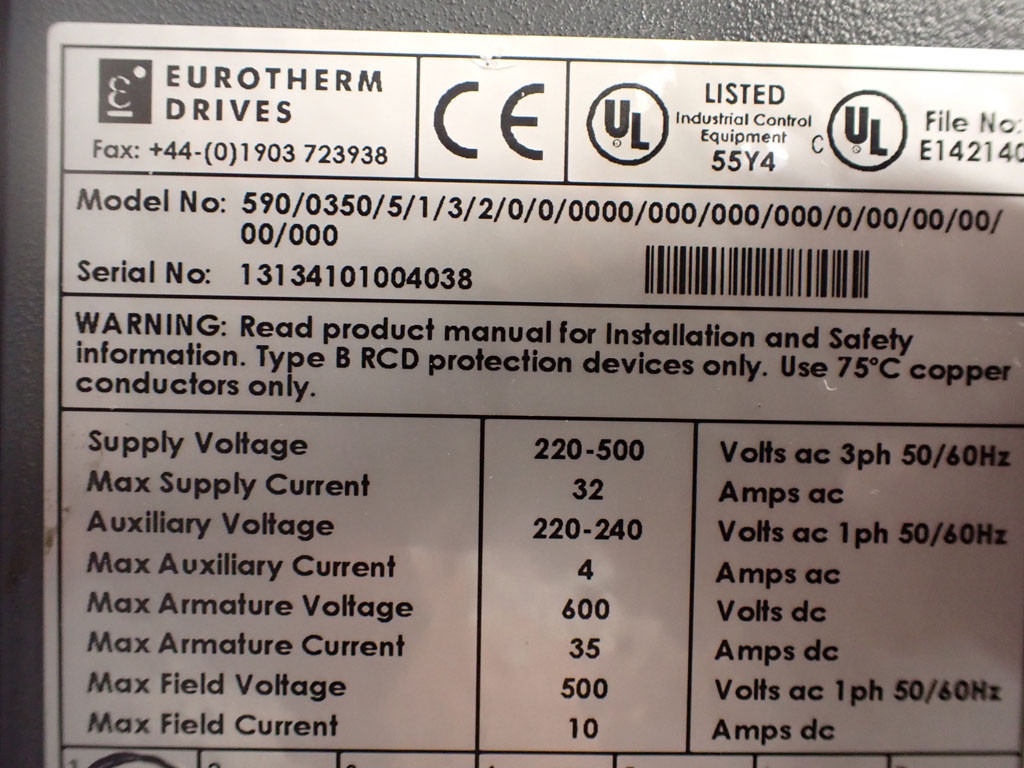 EUROTHERM
DRIVES
Fax: +44-(0)1903 723938
CE
UL
LISTED
Industrial Control
Equipment
55Y4
C UL
File No:
E142140
Model No: 590/0350/5/1/3/2/0/0/0000/000/000/000/0/00/00/00/
00/000
Serial No: 13134101004038
WARNING: Read product manual for Installation and Safety
information. Type B RCD protection devices only. Use 75°C copper
conductors only.
Supply Voltage 220-500 Volts ac 3ph 50/60Hz
Max Supply Current 32 Amps ac
Auxiliary Voltage 220-240 Volts ac 1ph 50/60Hz
Max Auxiliary Current 4 Amps ac
Max Armature Voltage 600 Volts dc
Max Armature Current 35 Amps dc
Max Field Voltage 500 Volts ac 1ph 50/60Hz
Max Field Current 10 Amps dc